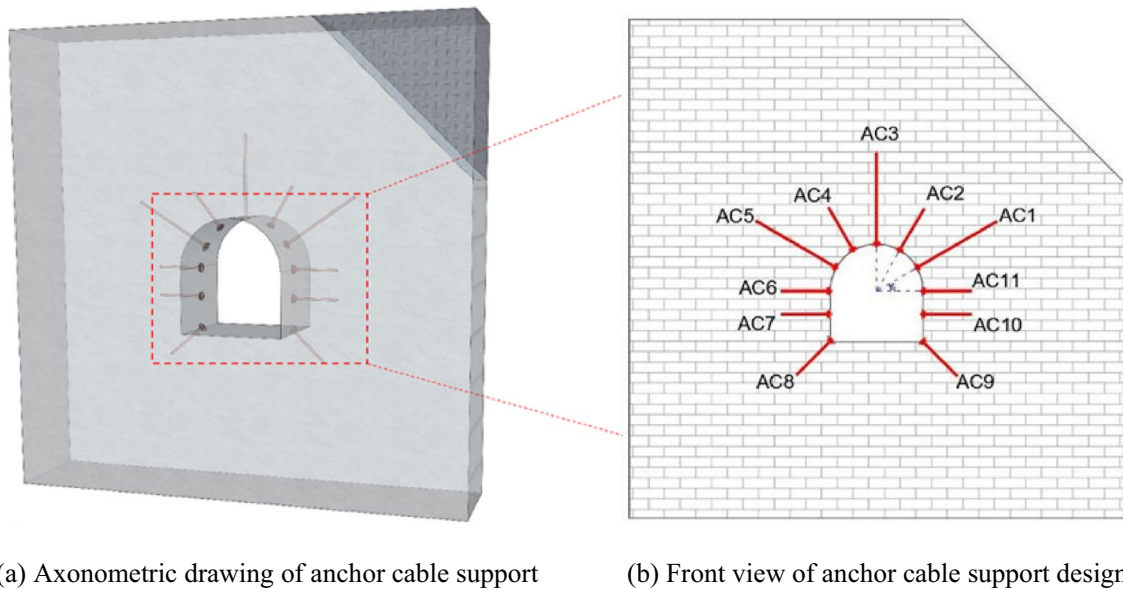 AC3
AC4
AC2
AC5
AC1
AC6
AC11
AC7
AC10
AC8
AC9
(a) Axonometric drawing of anchor cable support
(b) Front view of anchor cable support design